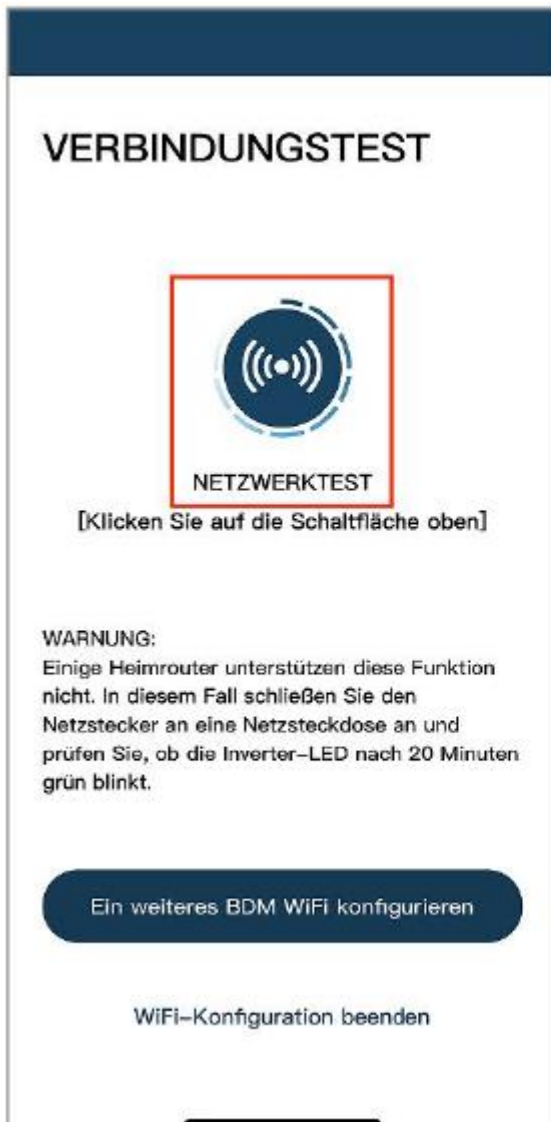 VERBINDUNGSTEST
NETZWERKTEST
[Klicken Sie auf die Schaltfläche oben]
WARNUNG:
Einige Heimrouter unterstützen diese Funktion
nicht. In diesem Fall schließen Sie den
Netzstecker an eine Netzsteckdose an und
prüfen Sie, ob die Inverter-LED nach 20 Minuten
grün blinkt.
Ein weiteres BDM WiFi konfigurieren
WiFi-Konfiguration beenden